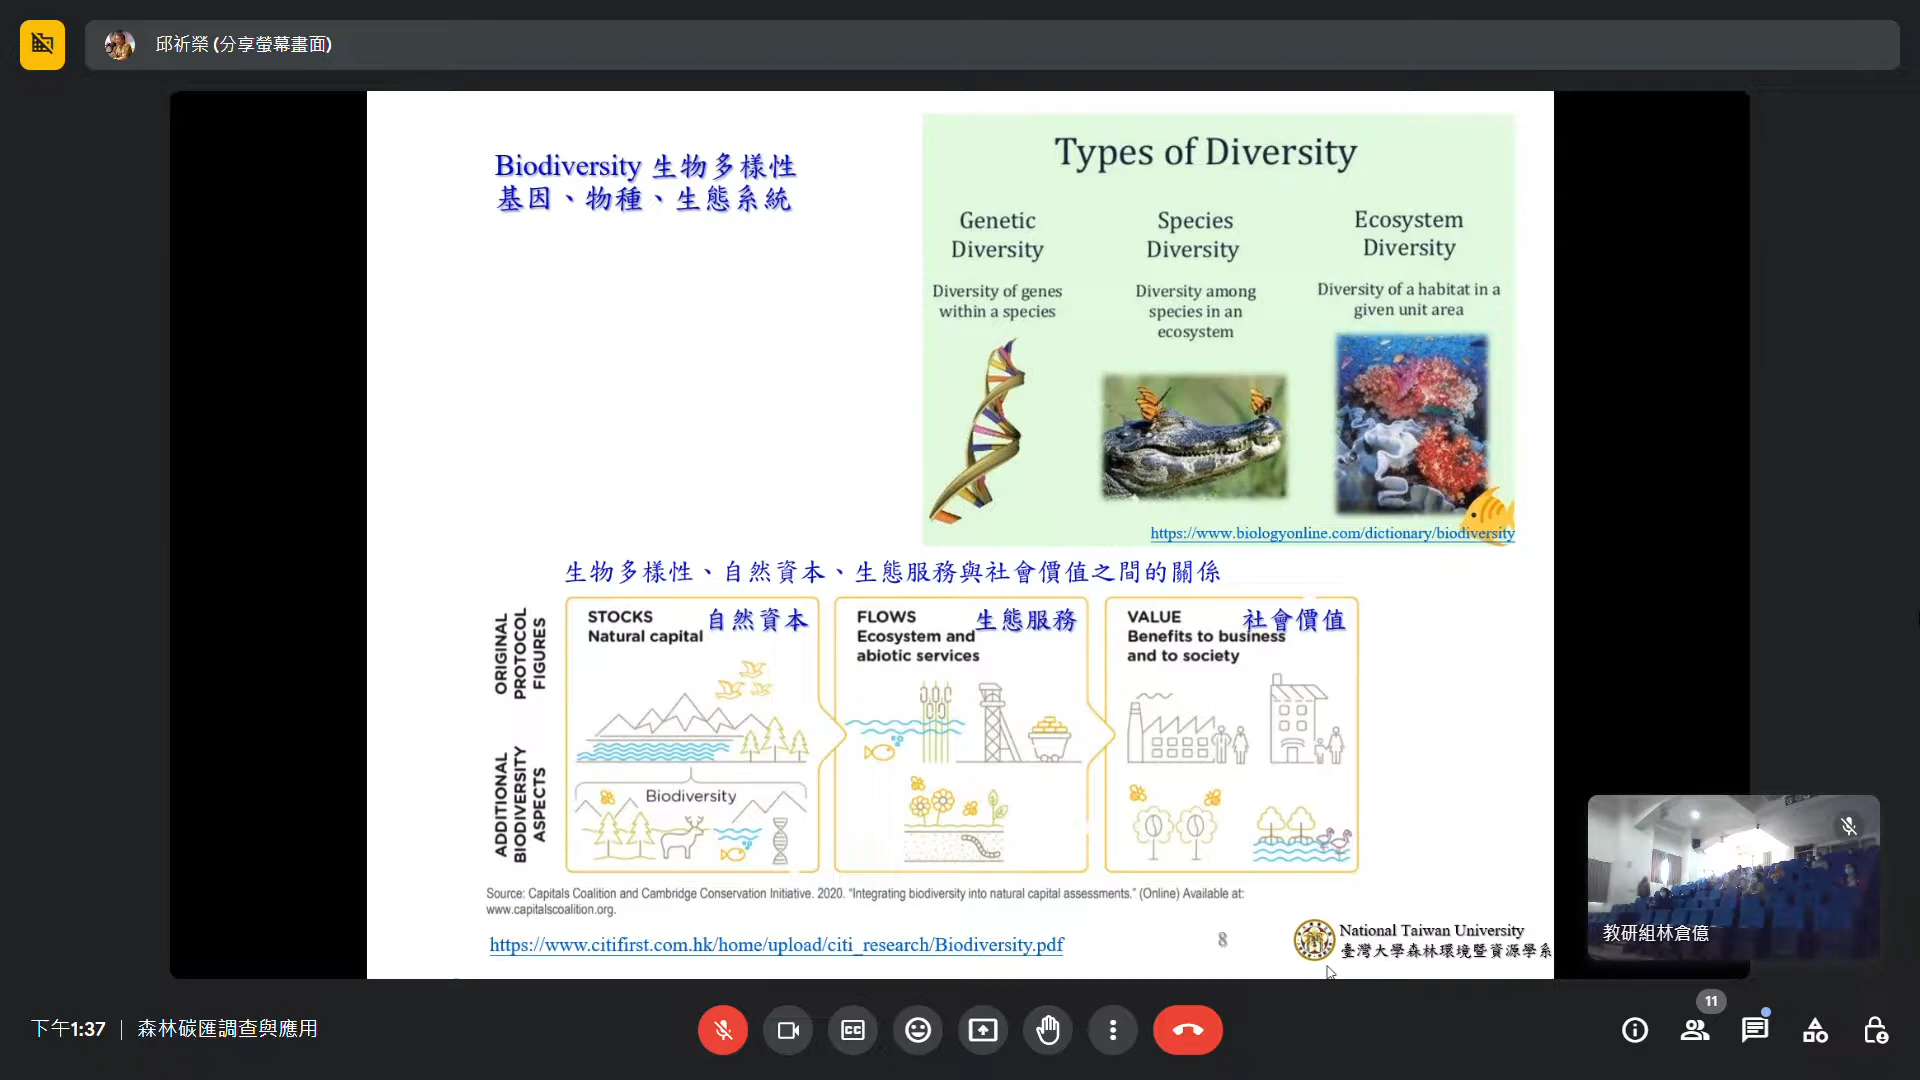 邱祈榮 (分享螢幕畫面)
Biodiversity 生物多樣性
基因、物種、生態系統
Types of Diversity
Genetic
Diversity
Diversity of genes
within a species
Species
Diversity
Diversity among
species in an
ecosystem
Ecosystem
Diversity
Diversity of a habitat in a
given unit area
https://www.biologyonline.com/dictionary/biodiversity
生物多樣性、自然資本、生態服務與社會價值之間的關係
ORIGINAL
PROTOCOL
FIGURES
STOCKS 自然資本
Natural capital
FLOWS 生態服務
Ecosystem and
abiotic services
VALUE 社會價值
Benefits to business
and to society
ADDITIONAL
BIODIVERSITY
ASPECTS
Biodiversity
Source: Capitals Coalition and Cambridge Conservation Initiative. 2020. "Integrating biodiversity into natural capital assessments." (Online) Available at:
www.capitalscoalition.org.
https://www.citifirst.com.hk/home/upload/citi_research/Biodiversity.pdf
8
National Taiwan University
臺灣大學森林環境暨資源學系
教研組林倉億
下午1:37 | 森林碳匯調查與應用
CC
11